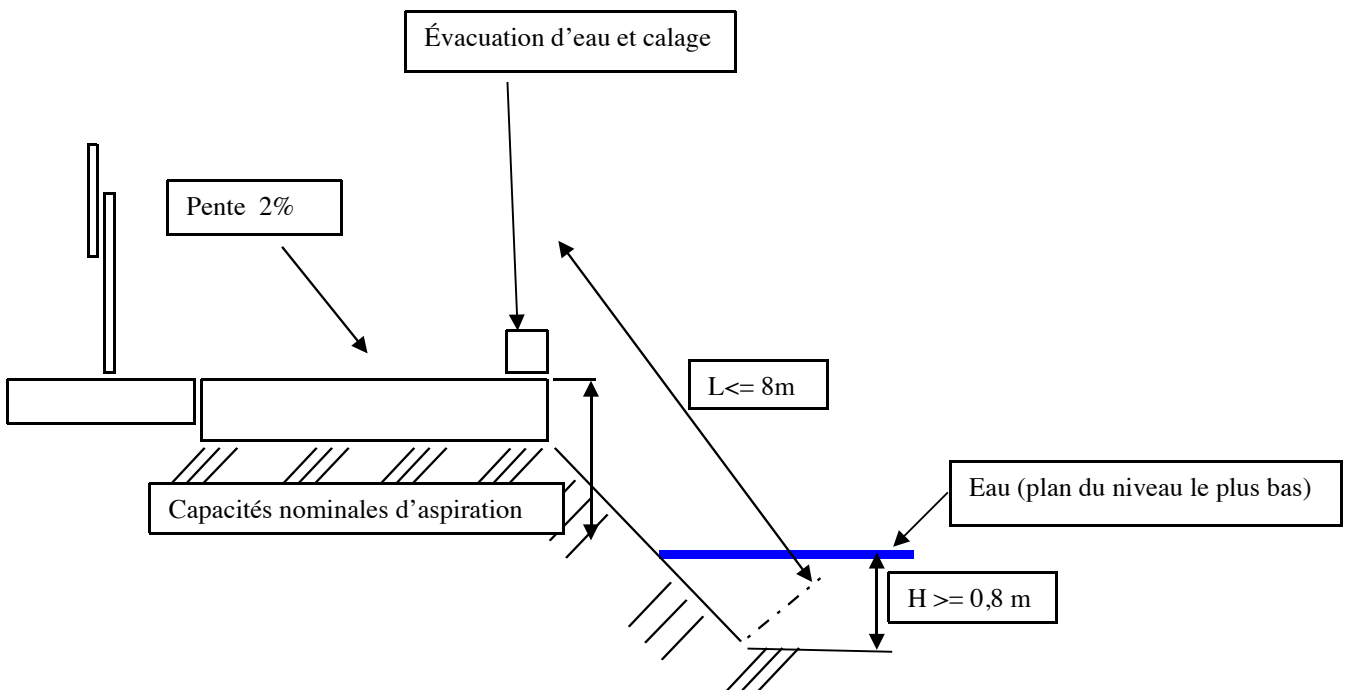 Évacuation d’eau et calage
Pente 2%
L<= 8m
Eau (plan du niveau le plus bas)
Capacités nominales d’aspiration
H >= 0,8 m